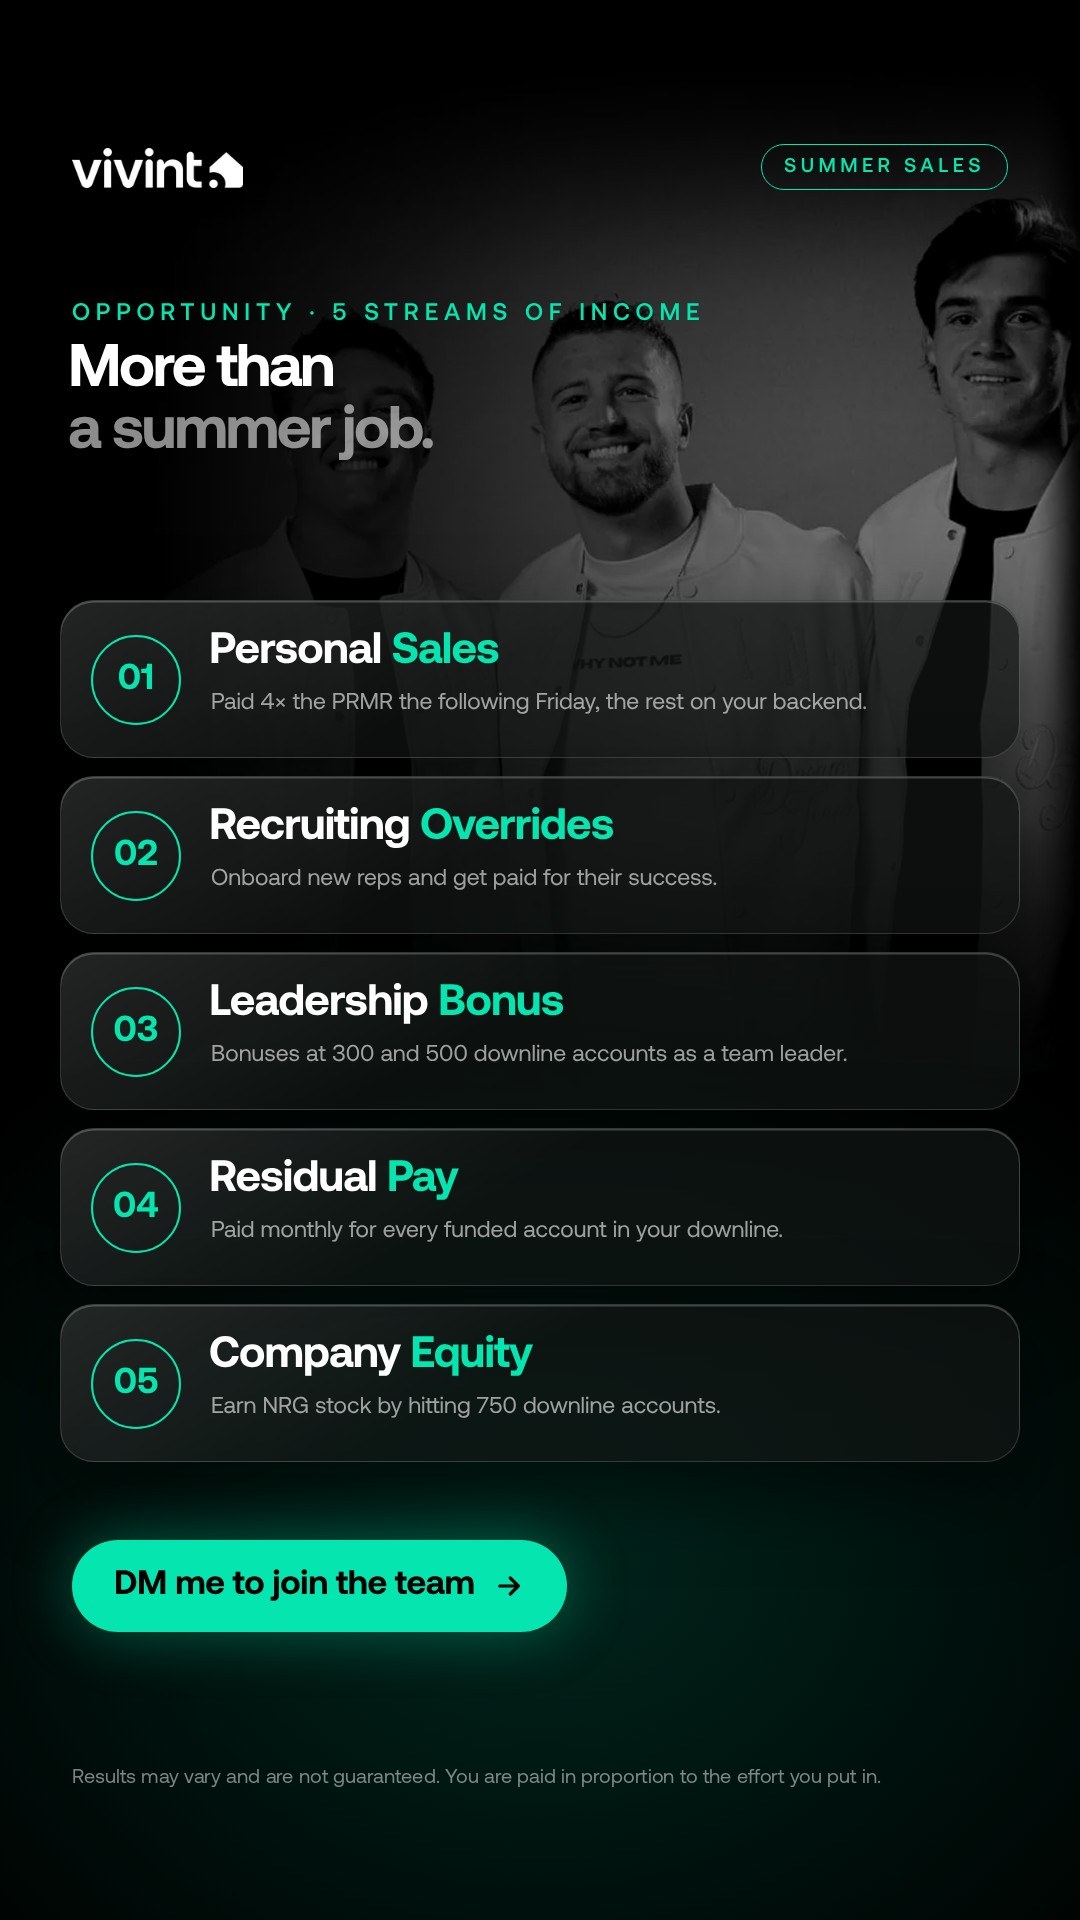 vivint
SUMMER SALES
OPPORTUNITY · 5 STREAMS OF INCOME
More than
a summer job.
HY NOT ME
01
Personal Sales
Paid 4× the PRMR the following Friday, the rest on your backend.
02
Recruiting Overrides
Onboard new reps and get paid for their success.
03
Leadership Bonus
Bonuses at 300 and 500 downline accounts as a team leader.
04
Residual Pay
Paid monthly for every funded account in your downline.
05
Company Equity
Earn NRG stock by hitting 750 downline accounts.
DM me to join the team →
Results may vary and are not guaranteed. You are paid in proportion to the effort you put in.